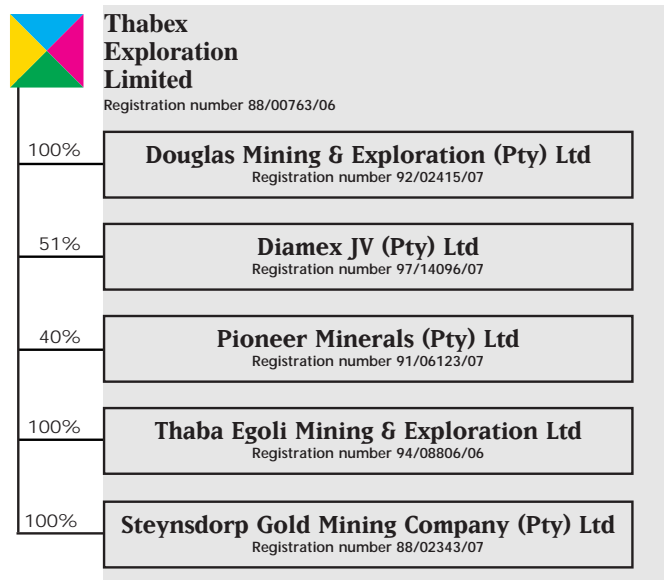 Thabex
Exploration
Limited
Registration number 88/00763/06
100%
Douglas Mining & Exploration (Pty) Ltd
Registration number 92/02415/07
51%
Diamex JV (Pty) Ltd
Registration number 97/14096/07
40%
Pioneer Minerals (Pty) Ltd
Registration number 91/06123/07
100%
Thaba Egoli Mining & Exploration Ltd
Registration number 94/08806/06
100%
Steynsdorp Gold Mining Company (Pty) Ltd
Registration number 88/02343/07